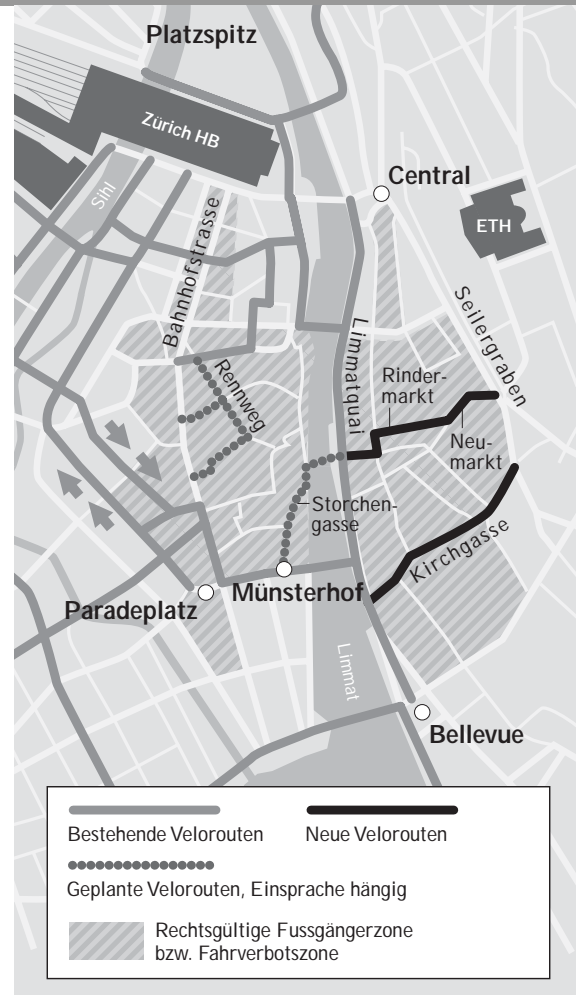 Platzspitz
Zürich HB
Central
Sihl
ETH
Bahnhofstrasse
Limmatquai
Seilergraben
Rennweg
Rinder-
markt
Neu-
markt
Storchen-
gasse
Kirchgasse
Paradeplatz
Münsterhof
Limmat
Bellevue
Bestehende Velorouten
Neue Velorouten
Geplante Velorouten, Einsprache hängig
Rechtsgültige Fussgängerzone
bzw. Fahrverbotszone